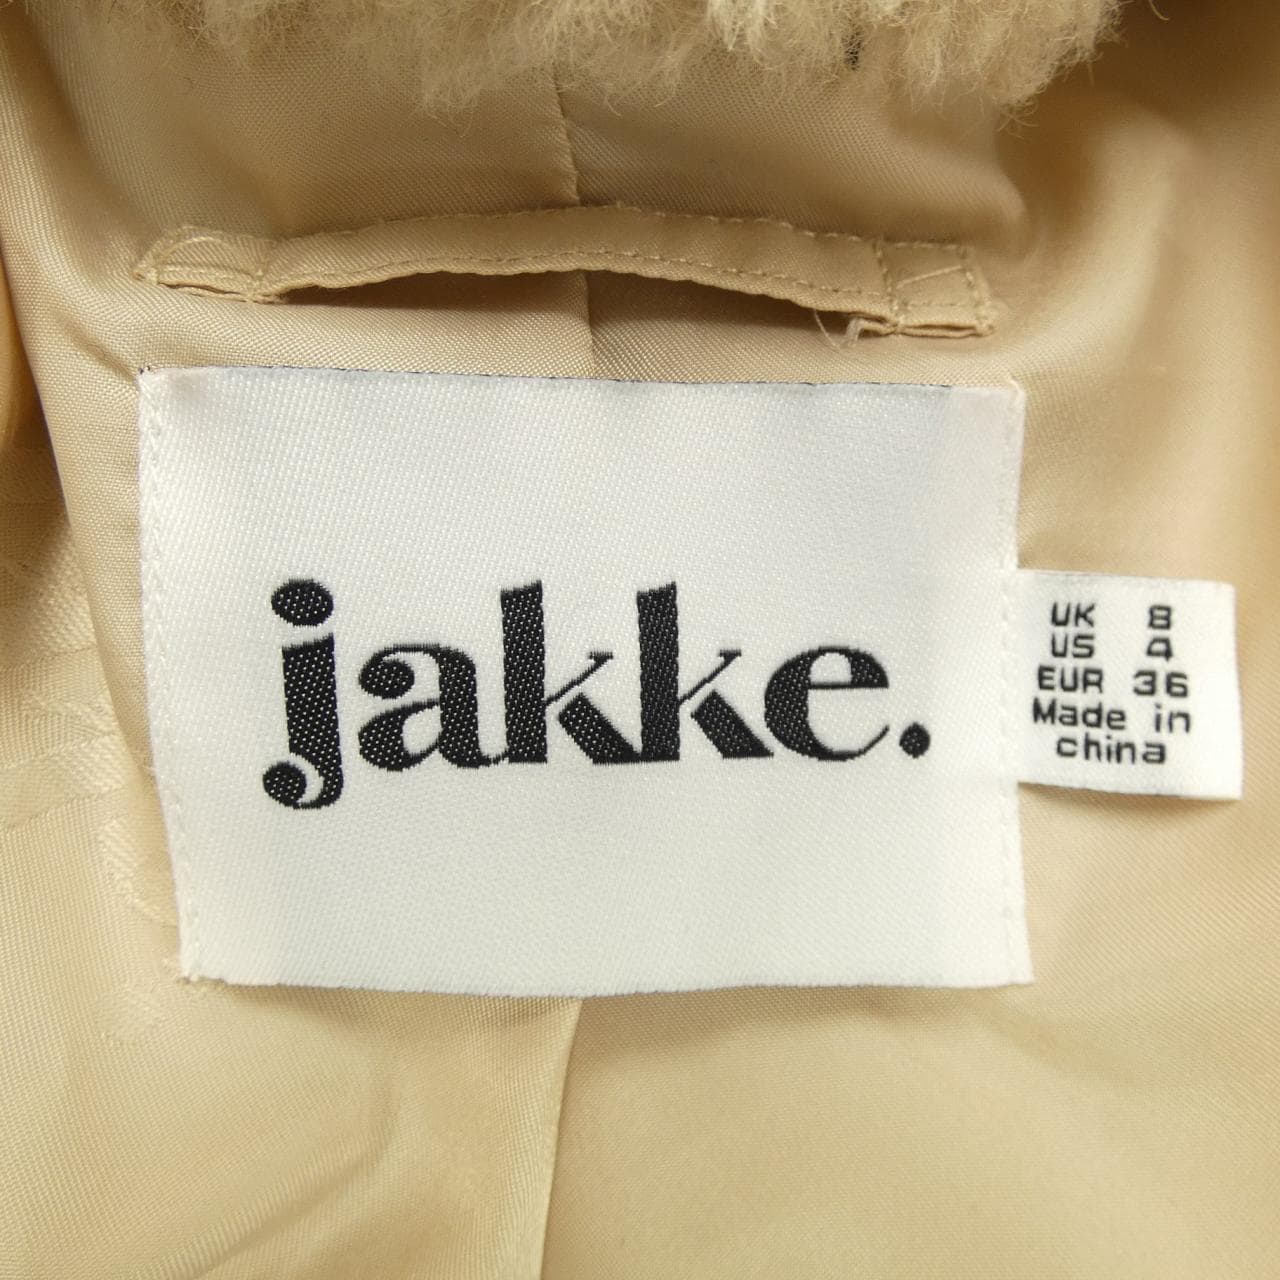 jakke.
UK 8
US 4
EUR 36
Made in
china